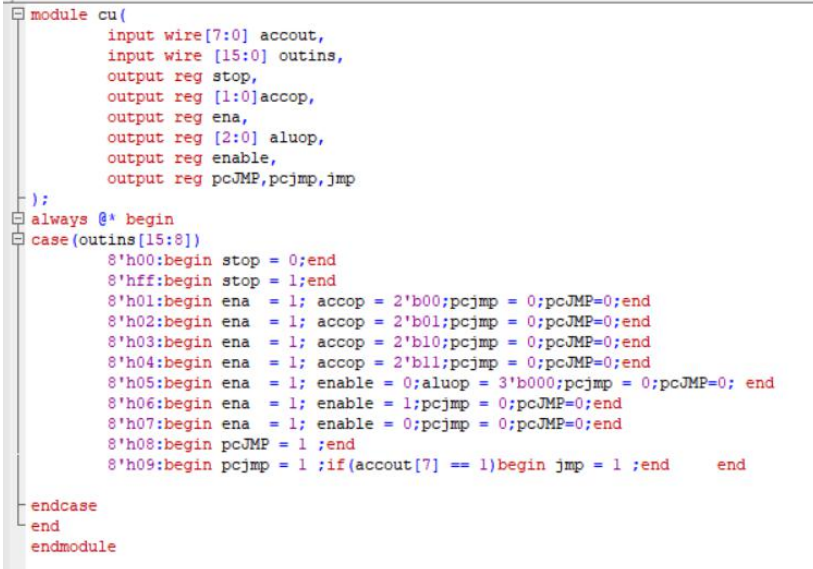 module cu(
input wire[7:0] accout,
input wire [15:0] outins,
output reg stop,
output reg [1:0]accop,
output reg ena,
output reg [2:0] aluop,
output reg enable,
output reg pcJMP,pcjmp,jmp
);
always @* begin
case(outins[15:8])
8'h00:begin stop = 0;end
8'hff:begin stop = 1;end
8'h01:begin ena  = 1; accop = 2'b00;pcjmp = 0;pcJMP=0;end
8'h02:begin ena  = 1; accop = 2'b01;pcjmp = 0;pcJMP=0;end
8'h03:begin ena  = 1; accop = 2'b10;pcjmp = 0;pcJMP=0;end
8'h04:begin ena  = 1; accop = 2'b11;pcjmp = 0;pcJMP=0;end
8'h05:begin ena  = 1; enable = 0;aluop = 3'b000;pcjmp = 0;pcJMP=0; end
8'h06:begin ena  = 1; enable = 1;pcjmp = 0;pcJMP=0;end
8'h07:begin ena  = 1; enable = 0;pcjmp = 0;pcJMP=0;end
8'h08:begin pcJMP = 1 ;end
8'h09:begin pcjmp = 1 ;if(accout[7] == 1)begin jmp = 1 ;end     end
endcase
end
endmodule